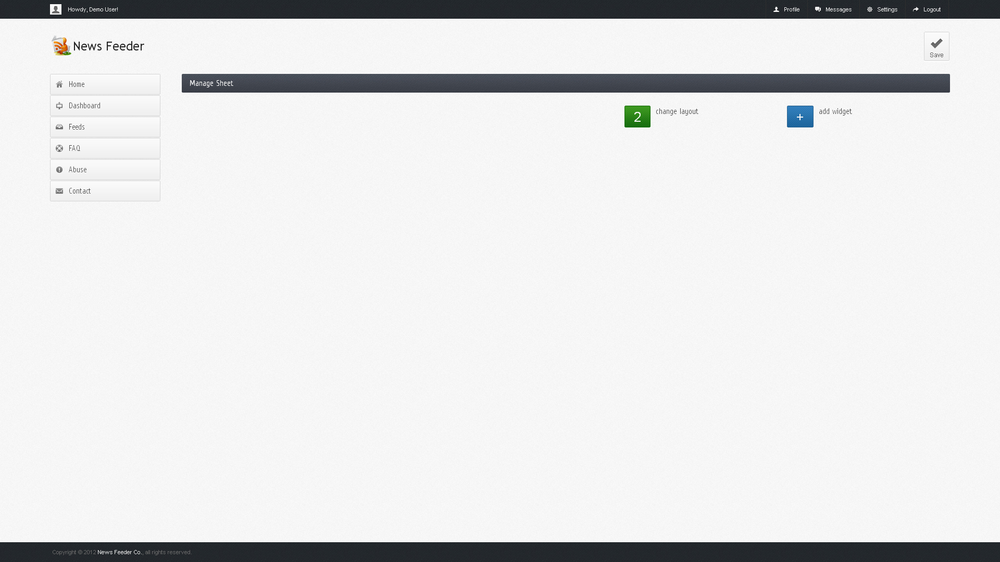 Howdy, Demo User!
Profile
Messages
Settings
Logout
News Feeder
Save
Home
Dashboard
Feeds
FAQ
Abuse
Contact
Manage Sheet
2 change layout
+ add widget
Copyright © 2012 News Feeder Co., all rights reserved.